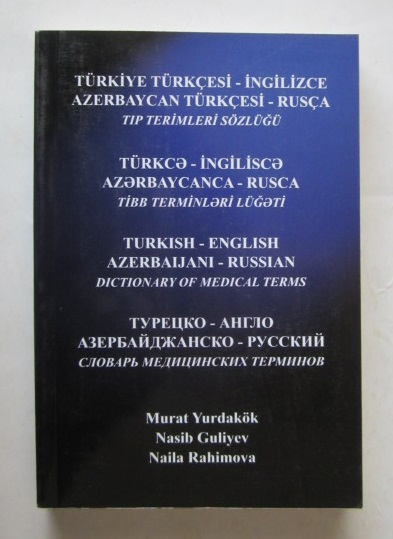 TÜRKİYE TÜRKÇESİ - İNGİLİZCE
AZERBAYCAN TÜRKÇESİ - RUSÇA
TIP TERİMLERİ SÖZLÜĞÜ
TÜRKCƏ - İNGİLİSCƏ
AZƏRBAYCANCA - RUSCA
TİBB TERMİNLƏRİ LÜĞƏTİ
TURKISH - ENGLISH
AZERBAIJANI - RUSSIAN
DICTIONARY OF MEDICAL TERMS
ТУРЕЦКО - АНГЛО
АЗЕРБАЙДЖАНСКО - РУССКИЙ
СЛОВАРЬ МЕДИЦИНСКИХ ТЕРМИНОВ
Murat Yurdakök
Nasib Guliyev
Naila Rahimova